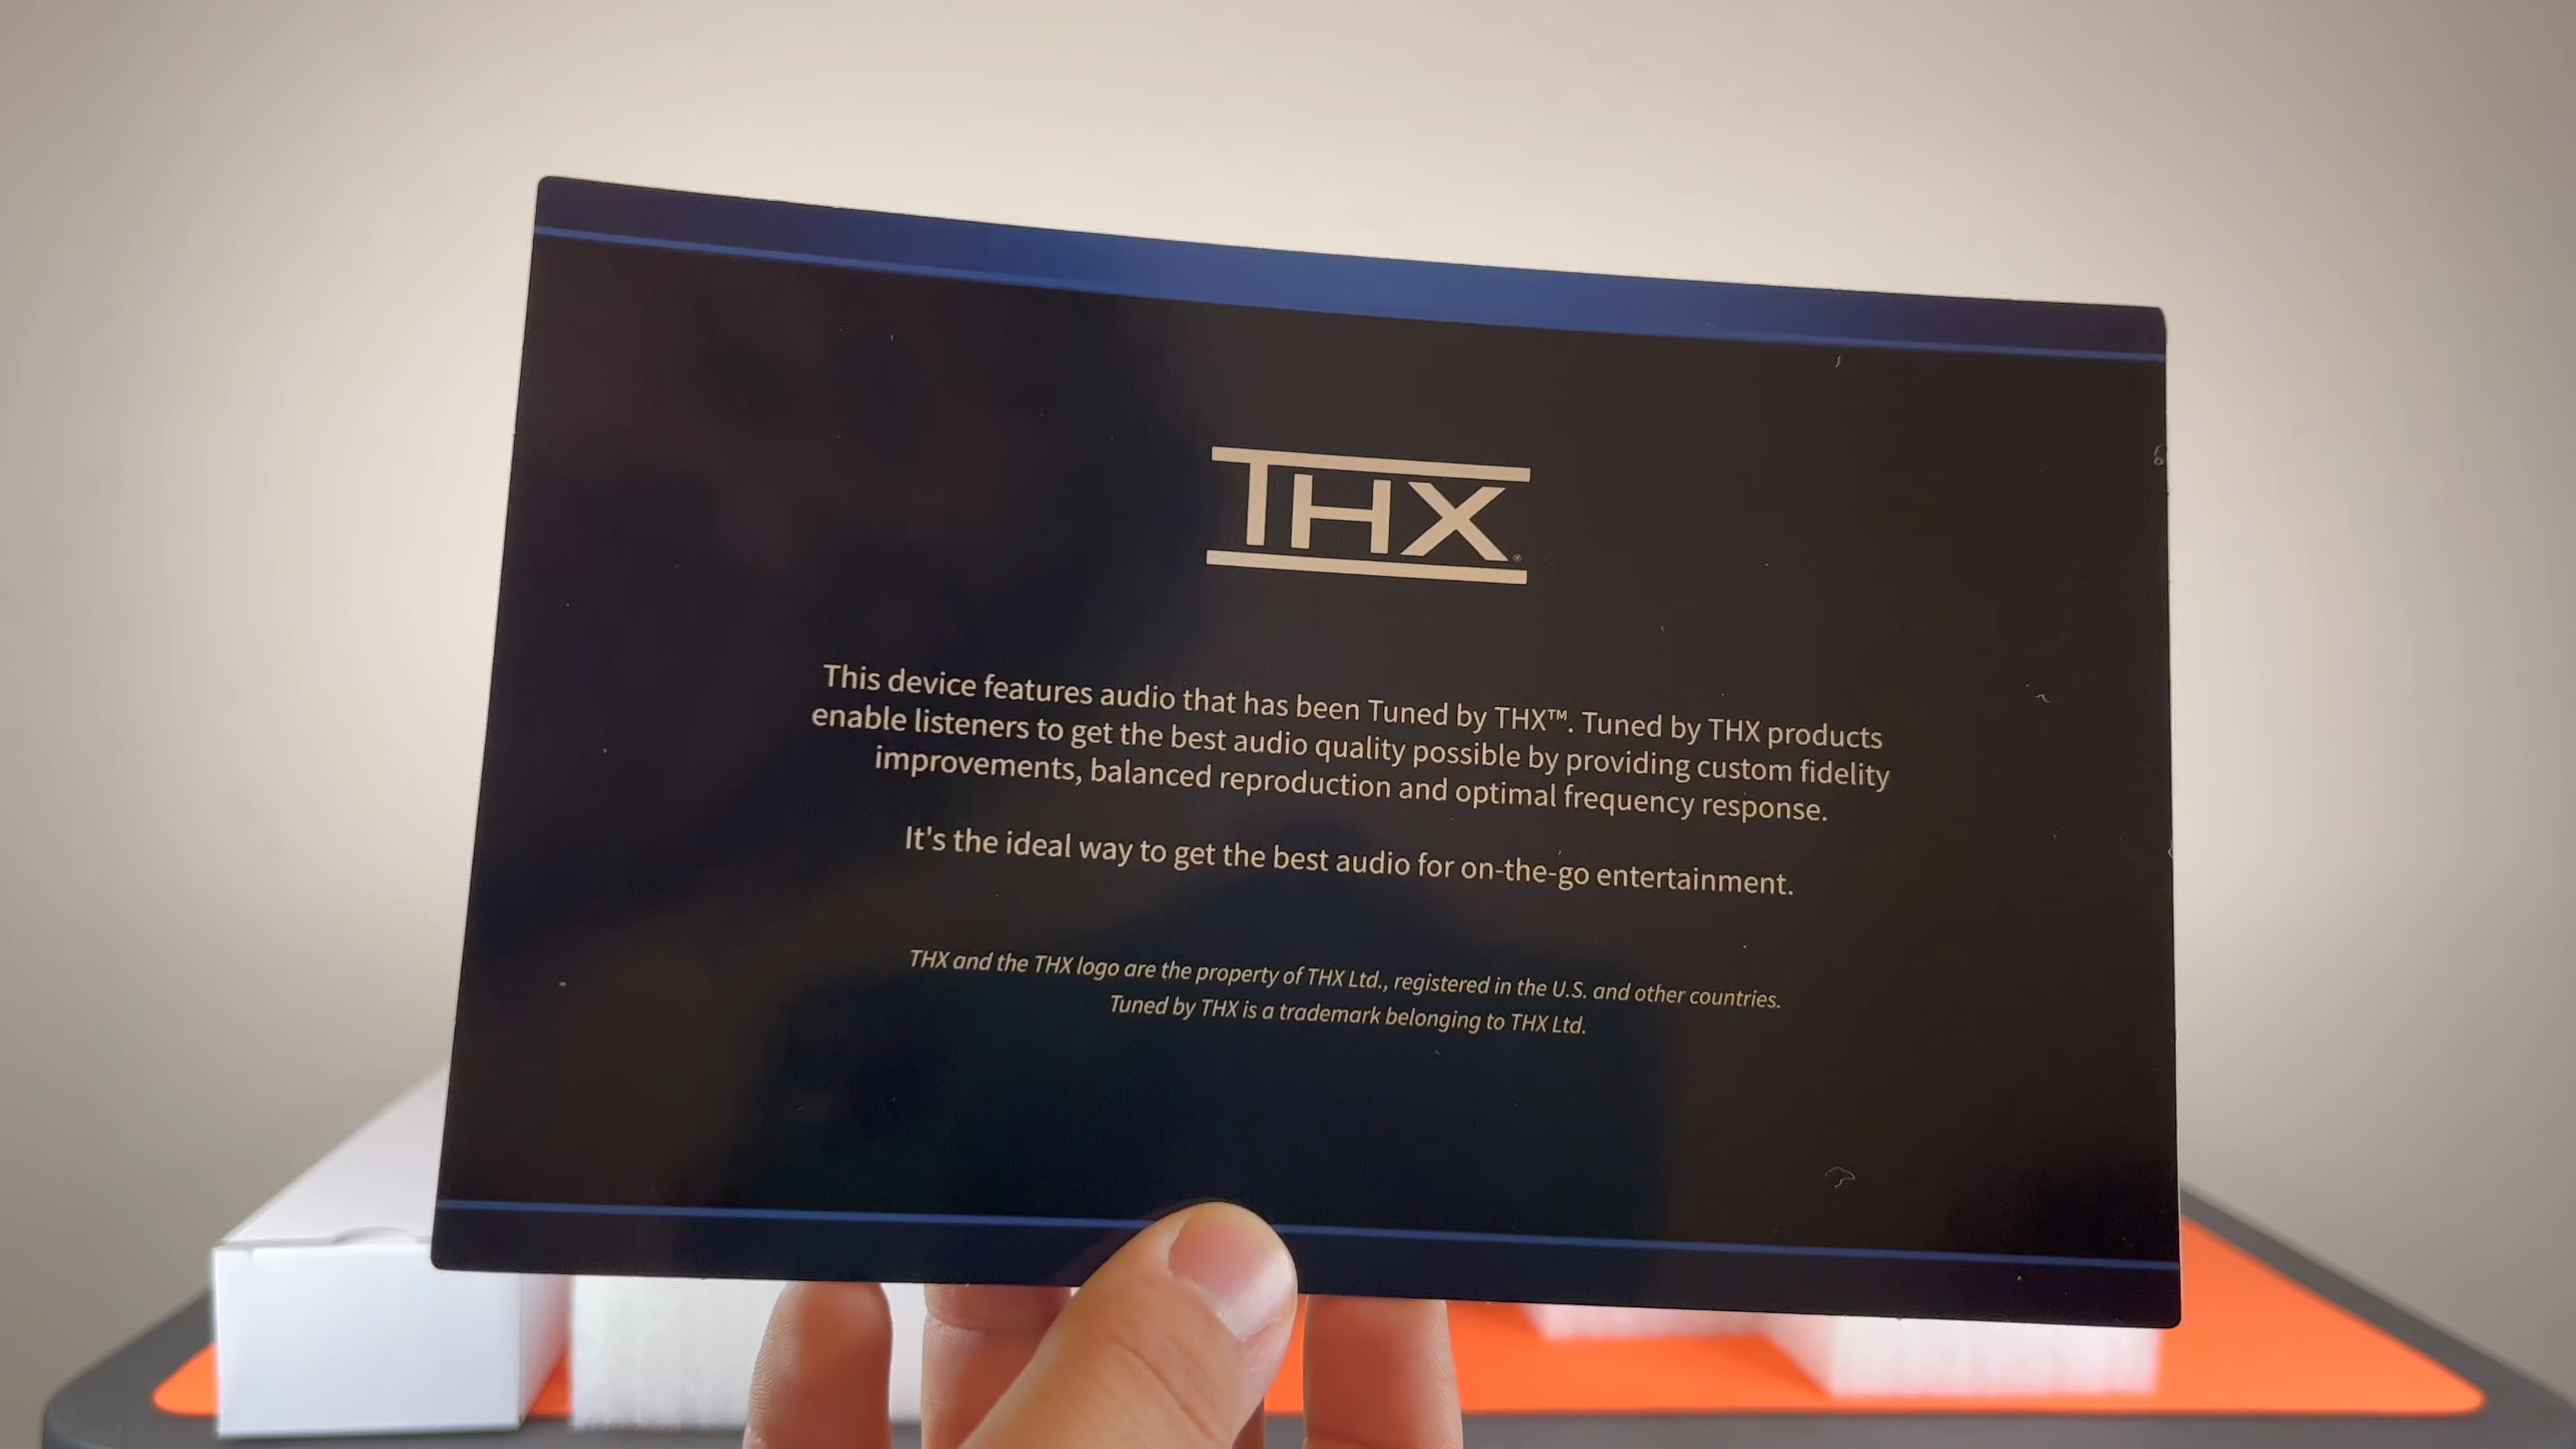 THX
This device features audio that has been Tuned by THX™. Tuned by THX products
enable listeners to get the best audio quality possible by providing custom fidelity
improvements, balanced reproduction and optimal frequency response.
It's the ideal way to get the best audio for on-the-go entertainment.
THX and the THX logo are the property of THX Ltd., registered in the U.S. and other countries.
Tuned by THX is a trademark belonging to THX Ltd.